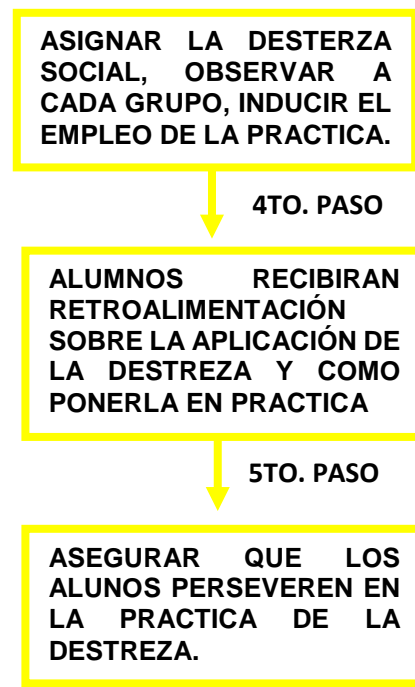 ASIGNAR LA DESTERZA
SOCIAL, OBSERVAR A
CADA GRUPO, INDUCIR EL
EMPLEO DE LA PRACTICA.
4TO. PASO
ALUMNOS RECIBIRAN
RETROALIMENTACIÓN
SOBRE LA APLICACIÓN DE
LA DESTREZA Y COMO
PONERLA EN PRACTICA
5TO. PASO
ASEGURAR QUE LOS
ALUNOS PERSEVEREN EN
LA PRACTICA DE LA
DESTREZA.